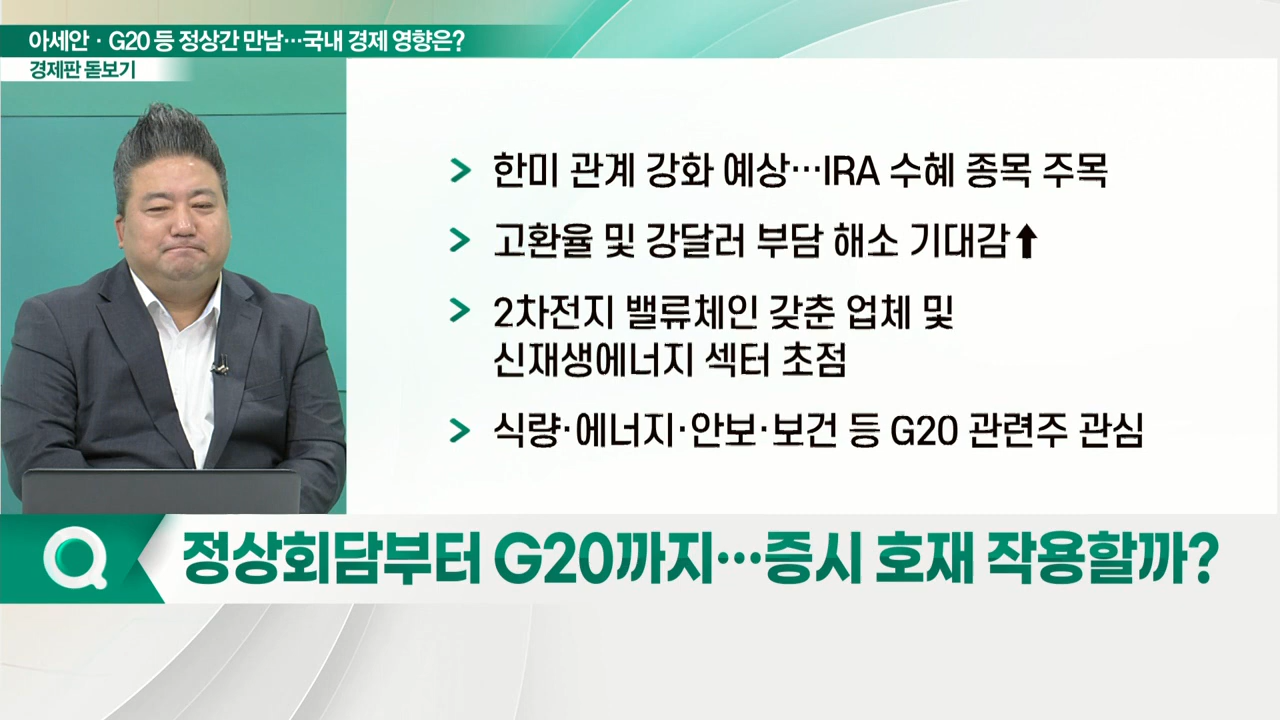 아세안 · G20 등 정상간 만남…국내 경제 영향은?
경제판 돋보기
한미 관계 강화 예상…IRA 수혜 종목 주목
고환율 및 강달러 부담 해소 기대감⬆
2차전지 밸류체인 갖춘 업체 및
신재생에너지 섹터 초점
식량·에너지·안보·보건 등 G20 관련주 관심
정상회담부터 G20까지…증시 호재 작용할까?